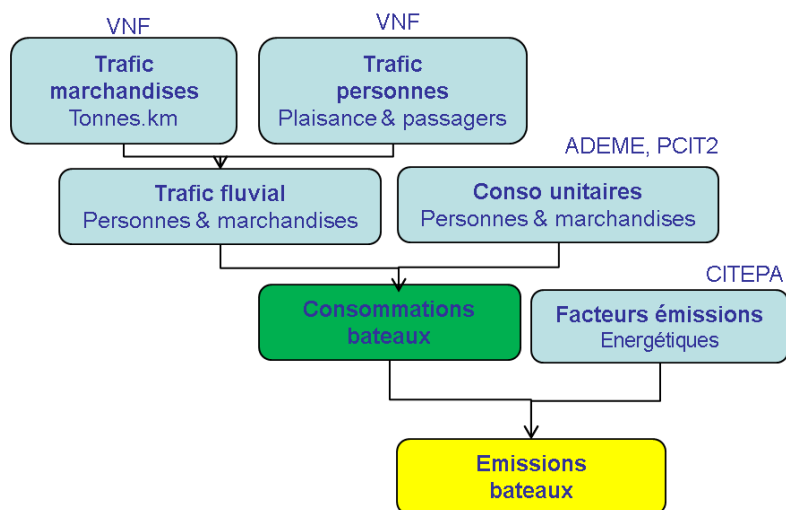 VNF
VNF
Trafic
marchandises
Tonnes.km
Trafic
personnes
Plaisance & passagers
ADEME, PCIT2
Trafic fluvial
Personnes & marchandises
Conso unitaires
Personnes & marchandises
CITEPA
Consommations
bateaux
Facteurs émissions
Energétiques
Emissions
bateaux